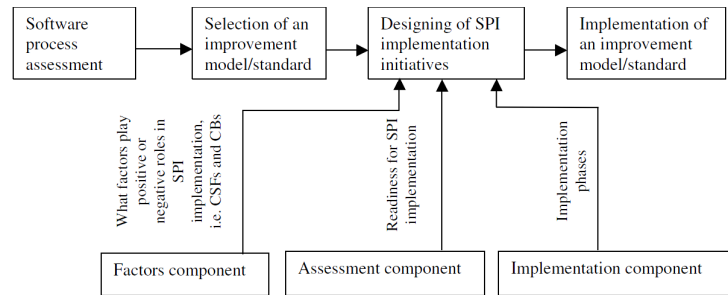 Software
process
assessment
Selection of an
improvement
model/standard
Designing of SPI
implementation
initiatives
Implementation of
an improvement
model/standard
What factors play
positive or
negative roles in
SPI
implementation,
i.e. CSFs and CBs
Readiness for SPI
implementation
Implementation
phases
Factors component
Assessment component
Implementation component